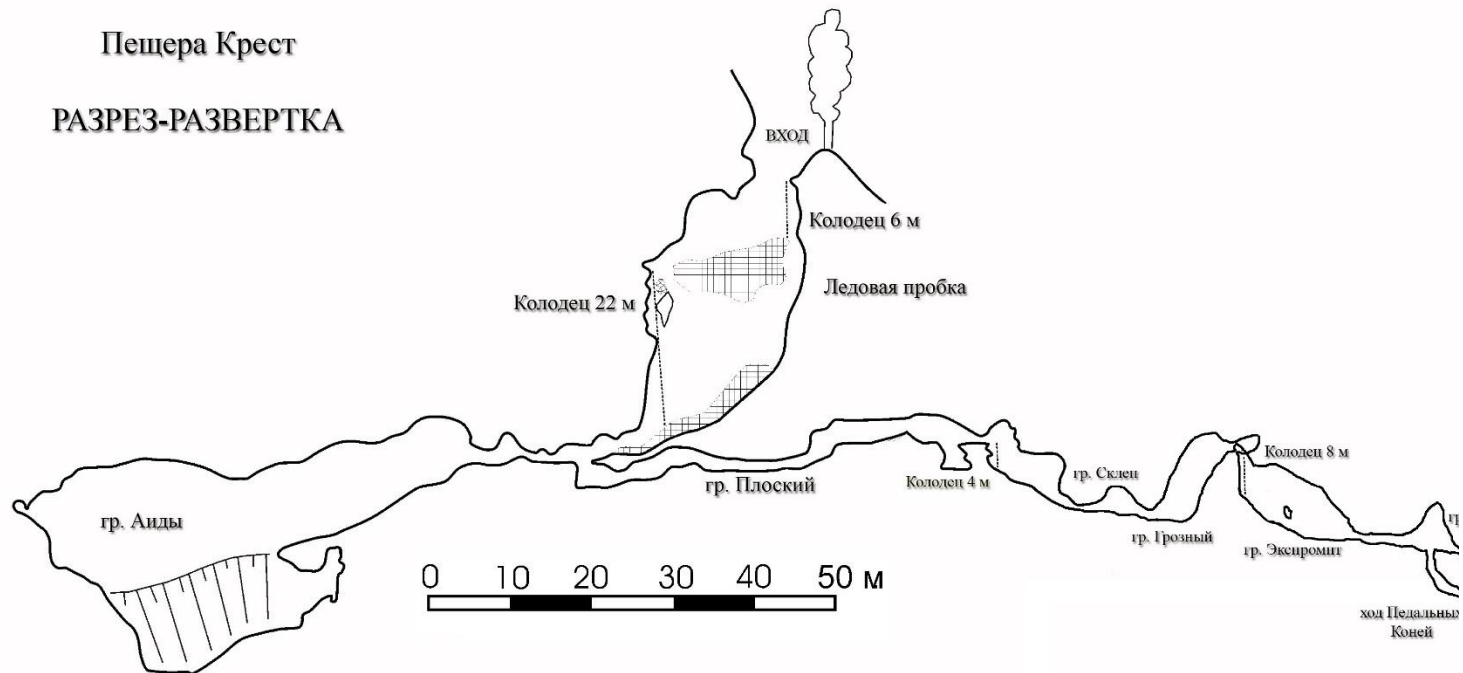 Пещера Крест
РАЗРЕЗ-РАЗВЕРТКА
ВХОД
Колодец 6 м
Ледовая пробка
Колодец 22 м
гр. Аиды
гр. Плоский
Колодец 4 м
гр. Склеп
гр. Грозный
Колодец 8 м
гр. Экспромит
гр
ход Педальных
Коней
0 10 20 30 40 50 м